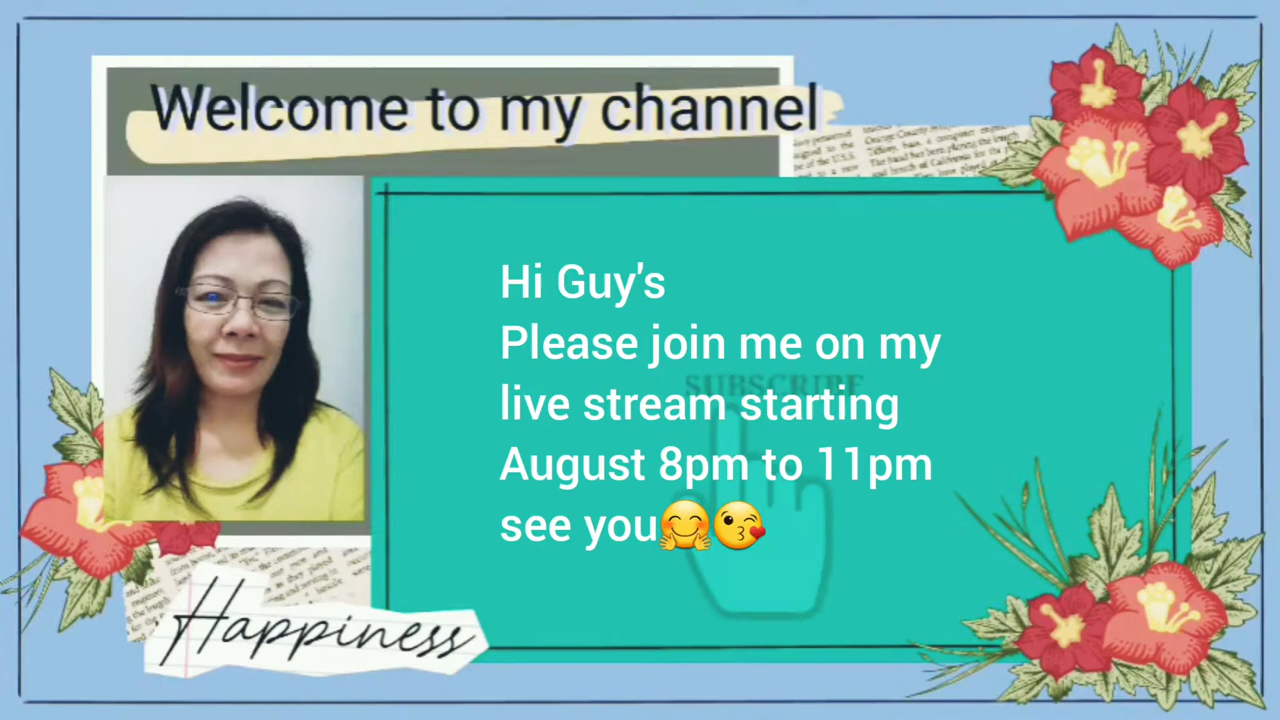 Welcome to my channel
Hi Guy's
Please join me on my
SUBSCRIBE
live stream starting
August 8pm to 11pm
see you🤗😘
Happiness